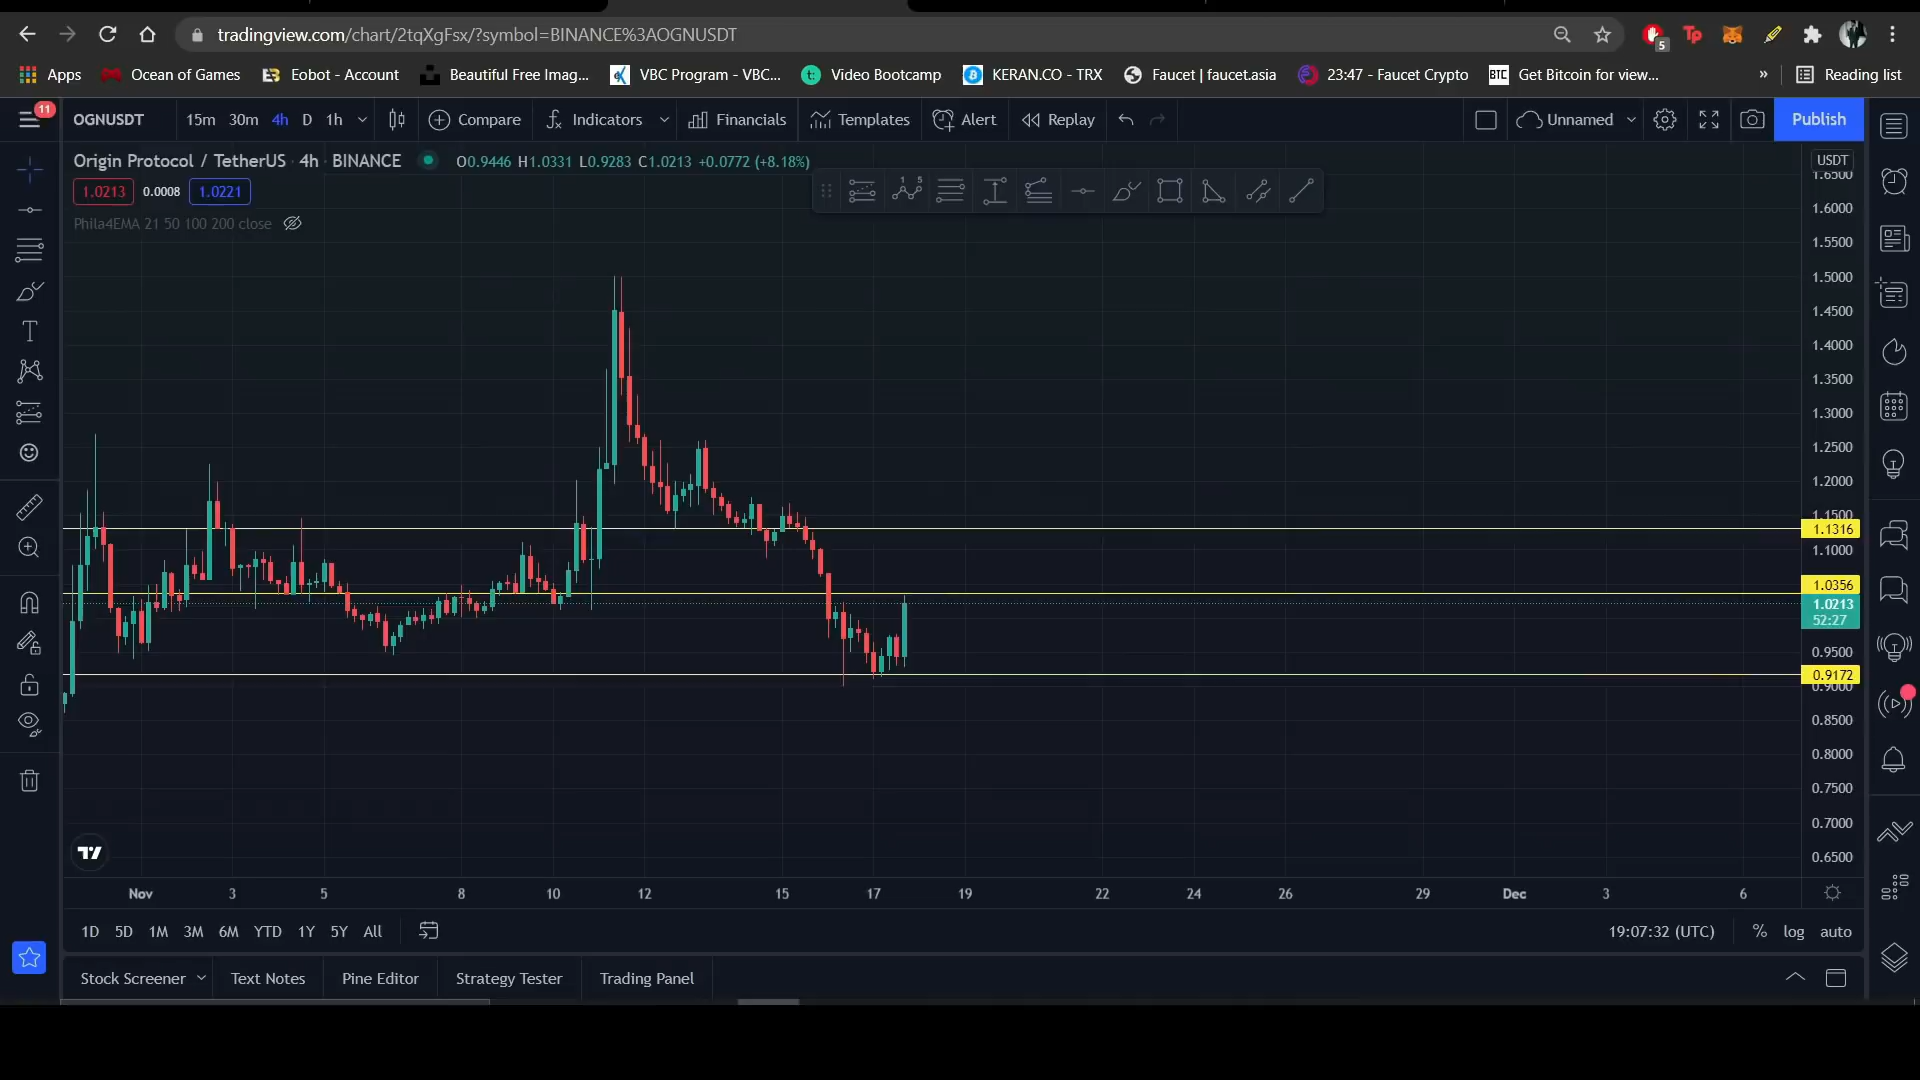 tradingview.com/chart/2tqXgFsx/?symbol=BINANCE%3AOGNUSDT
5
Tp
Apps Ocean of Games Eobot - Account Beautiful Free Imag... VBC Program - VBC... Video Bootcamp KERAN.CO - TRX Faucet | faucet.asia 23:47 - Faucet Crypto BTC Get Bitcoin for view... » Reading list
11
OGNUSDT 15m 30m 4h D 1h Compare Indicators Financials Templates Alert Replay Unnamed Publish
Origin Protocol / TetherUS · 4h · BINANCE O0.9446 H1.0331 L0.9283 C1.0213 +0.0772 (+8.18%) USDT
1.0213 0.0008 1.0221
Phila4EMA 21 50 100 200 close
1.6500
1.6000
1.5500
1.5000
1.4500
1.4000
1.3500
1.3000
1.2500
1.2000
1.1500
1.1316
1.1000
1.0356
1.0213
52:27
0.9500
0.9172
0.9000
0.8500
0.8000
0.7500
0.7000
0.6500
Nov 3 5 8 10 12 15 17 19 22 24 26 29 Dec 3 6
1D 5D 1M 3M 6M YTD 1Y 5Y All 19:07:32 (UTC) % log auto
Stock Screener Text Notes Pine Editor Strategy Tester Trading Panel